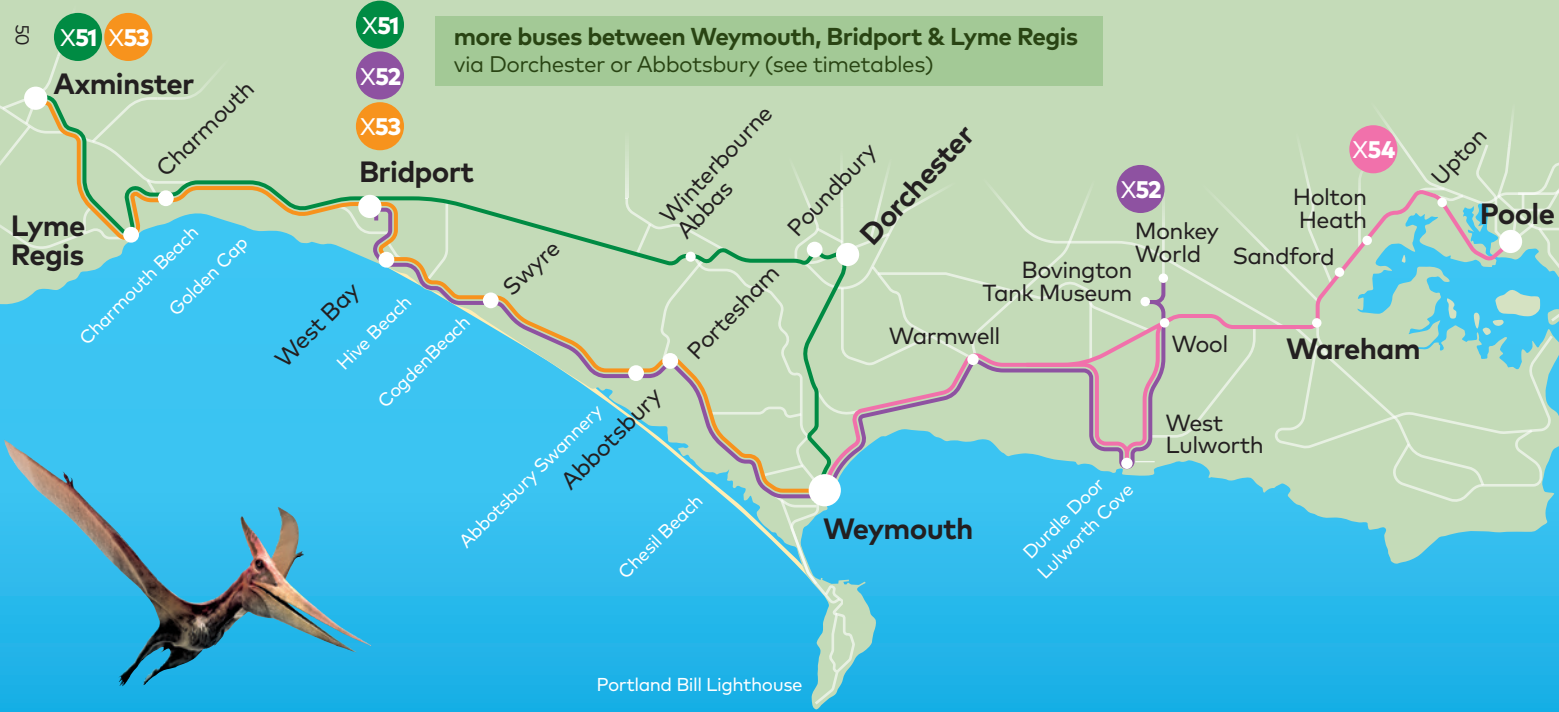 50
X51
X53
Axminster
Charmouth
X51
X52
X53
Bridport
more buses between Weymouth, Bridport & Lyme Regis
via Dorchester or Abbotsbury (see timetables)
Lyme
Regis
Charmouth Beach
Golden Cap
West Bay
Hive Beach
CogdenBeach
Swyre
Winterbourne
Abbas
Poundbury
Dorchester
Portesham
Abbotsbury
Abbotsbury Swannery
Chesil Beach
Weymouth
Portland Bill Lighthouse
Warmwell
X52
Monkey
World
Bovington
Tank Museum
Wool
West
Lulworth
Durdle Door
Lulworth Cove
X54
Upton
Holton
Heath
Sandford
Poole
Wareham